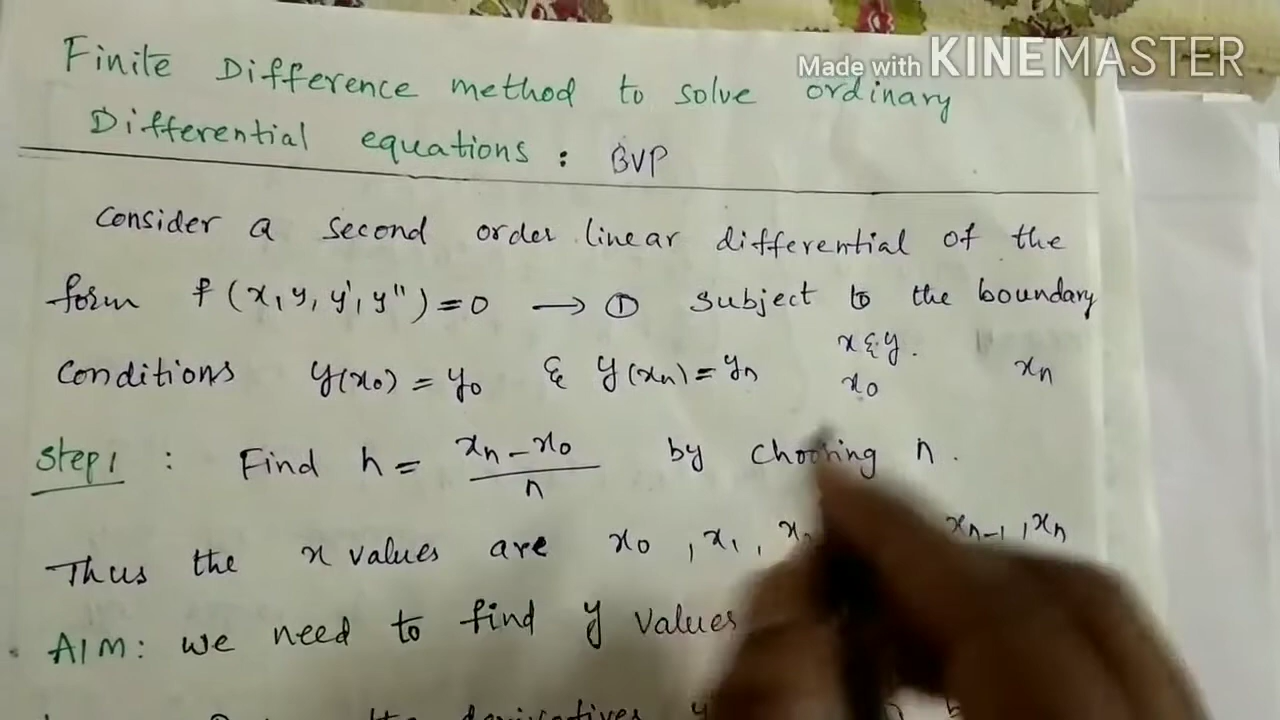 Made with KINEMASTER
Finite Difference method to solve ordinary
Differential equations : BVP
Consider a second order linear differential of the
form f(x, y, y', y'') = 0 → ① subject to the boundary
x & y.
conditions y(x₀) = y₀ & y(xₙ) = yₙ x₀ xₙ
Step 1 : Find h = (xₙ - x₀)/n by choosing n.
Thus the x values are x₀, x₁, xₙ₋₁, xₙ
AIM: we need to find y values
the derivatives